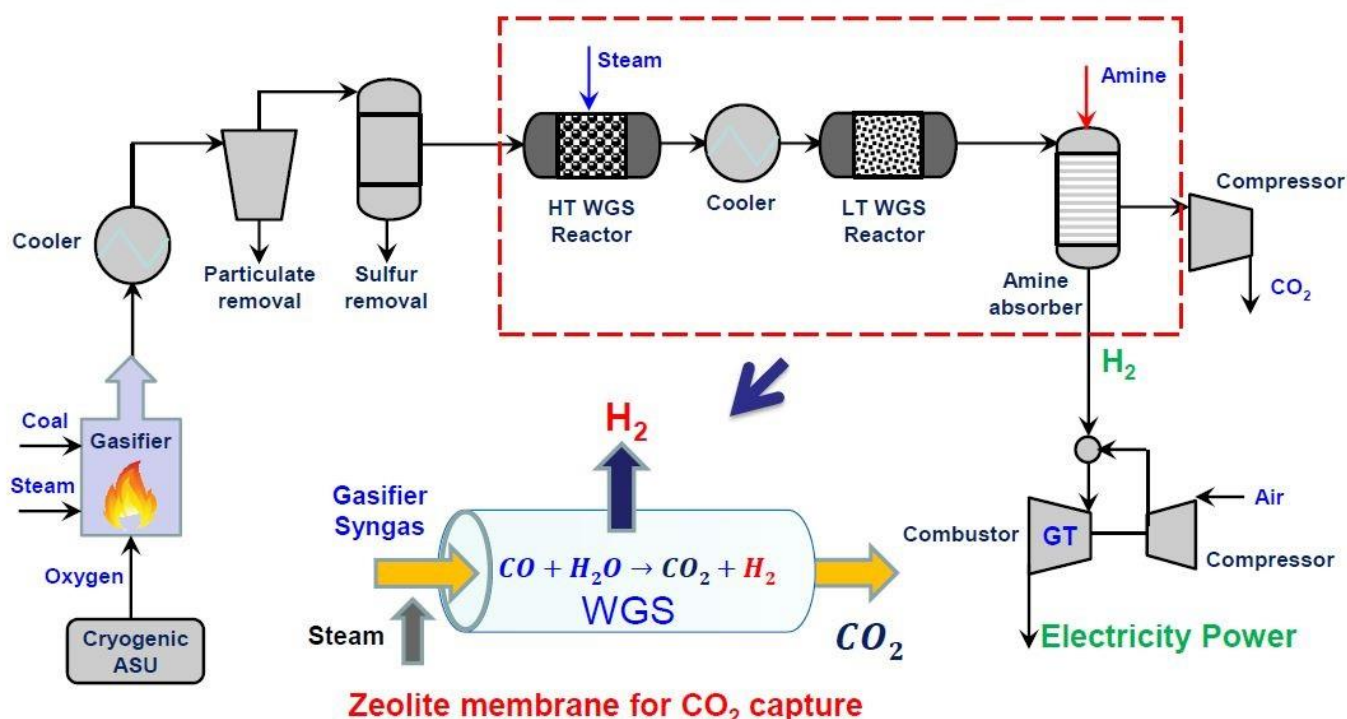 Steam
Amine
HT WGS
Reactor
Cooler
LT WGS
Reactor
Amine
absorber
Compressor
CO₂
Cooler
Particulate
removal
Sulfur
removal
H₂
Coal
Gasifier
Steam
Oxygen
Cryogenic
ASU
H₂
Gasifier
Syngas
CO + H₂O → CO₂ + H₂
WGS
Steam
CO₂
Air
Combustor
GT
Compressor
Electricity Power
Zeolite membrane for CO₂ capture